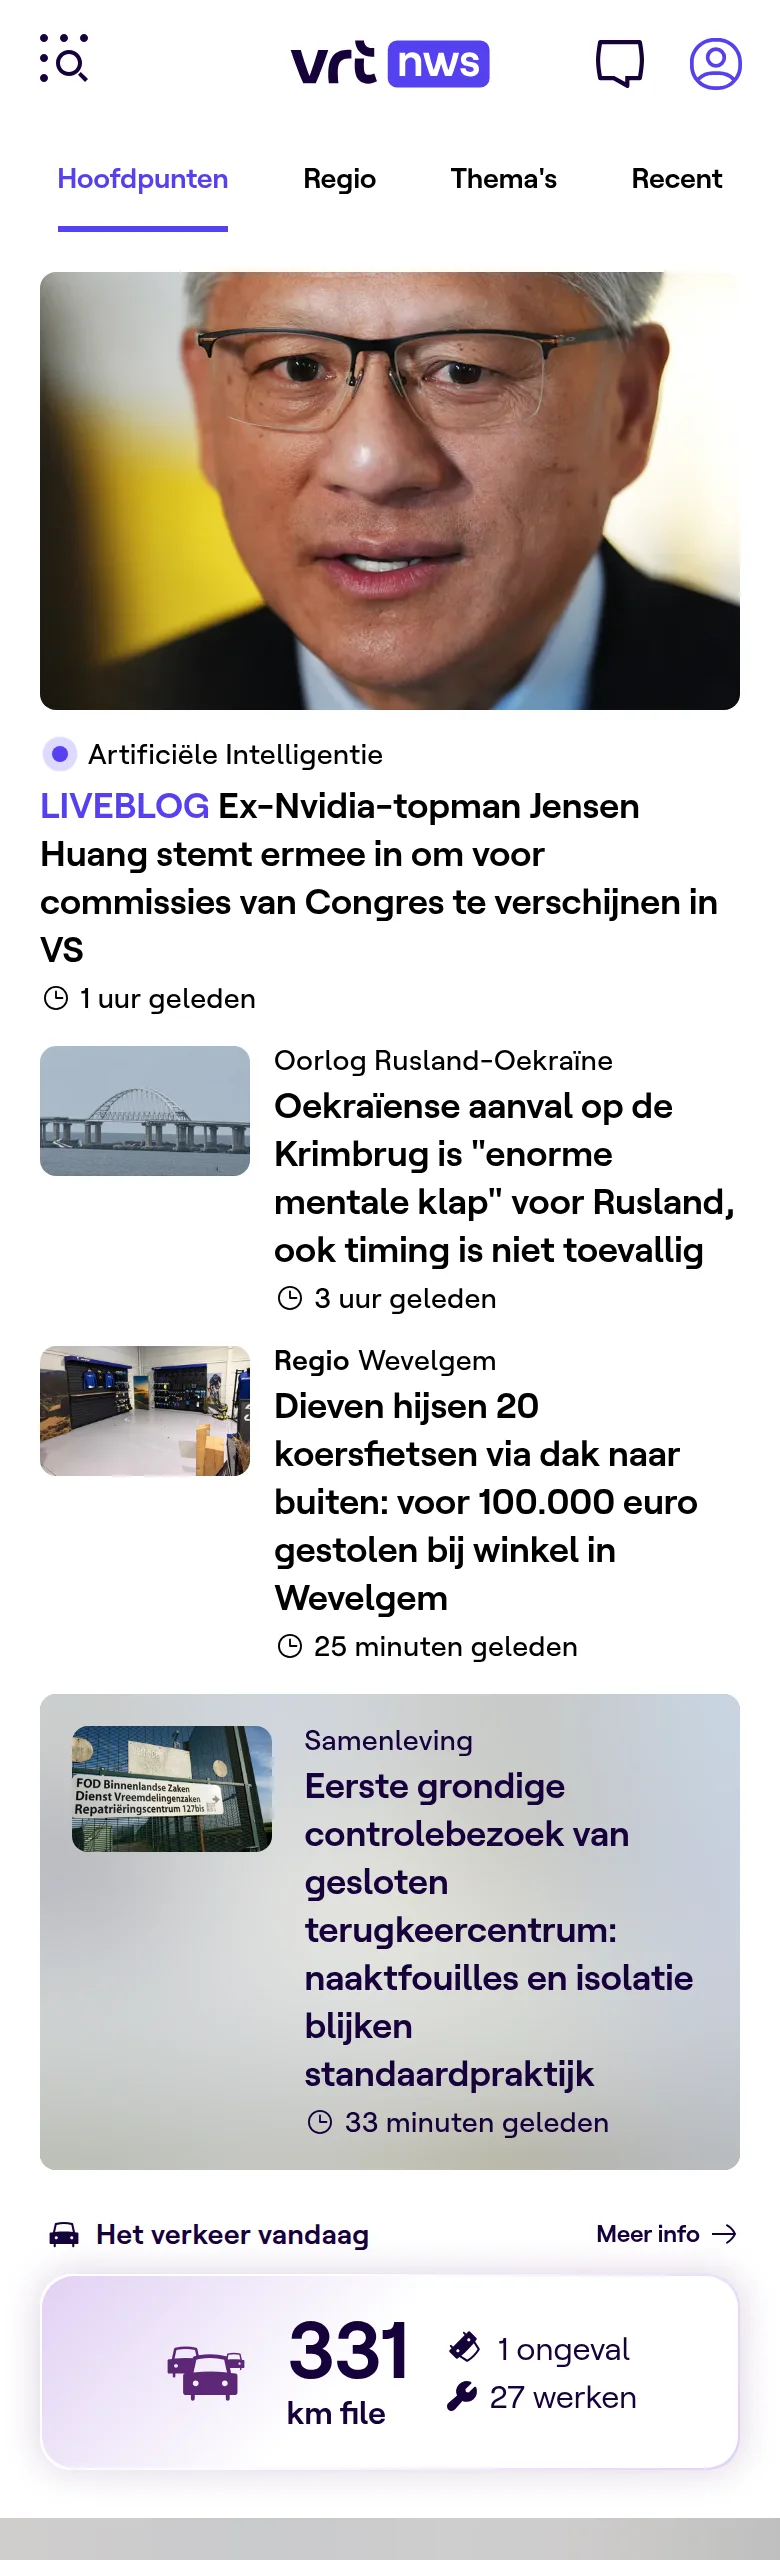 vrt nws
Hoofdpunten Regio Thema's Recent
Artificiële Intelligentie
LIVEBLOG Ex-Nvidia-topman Jensen
Huang stemt ermee in om voor
commissies van Congres te verschijnen in
VS
1 uur geleden
Oorlog Rusland-Oekraïne
Oekraïense aanval op de
Krimbrug is "enorme
mentale klap" voor Rusland,
ook timing is niet toevallig
3 uur geleden
Regio Wevelgem
Dieven hijsen 20
koersfietsen via dak naar
buiten: voor 100.000 euro
gestolen bij winkel in
Wevelgem
25 minuten geleden
FOD Binnenlandse Zaken
Dienst Vreemdelingenzaken
Repatriëringscentrum 127bis
Samenleving
Eerste grondige
controlebezoek van
gesloten
terugkeercentrum:
naaktfouilles en isolatie
blijken
standaardpraktijk
33 minuten geleden
Het verkeer vandaag
Meer info
331
km file
1 ongeval
27 werken